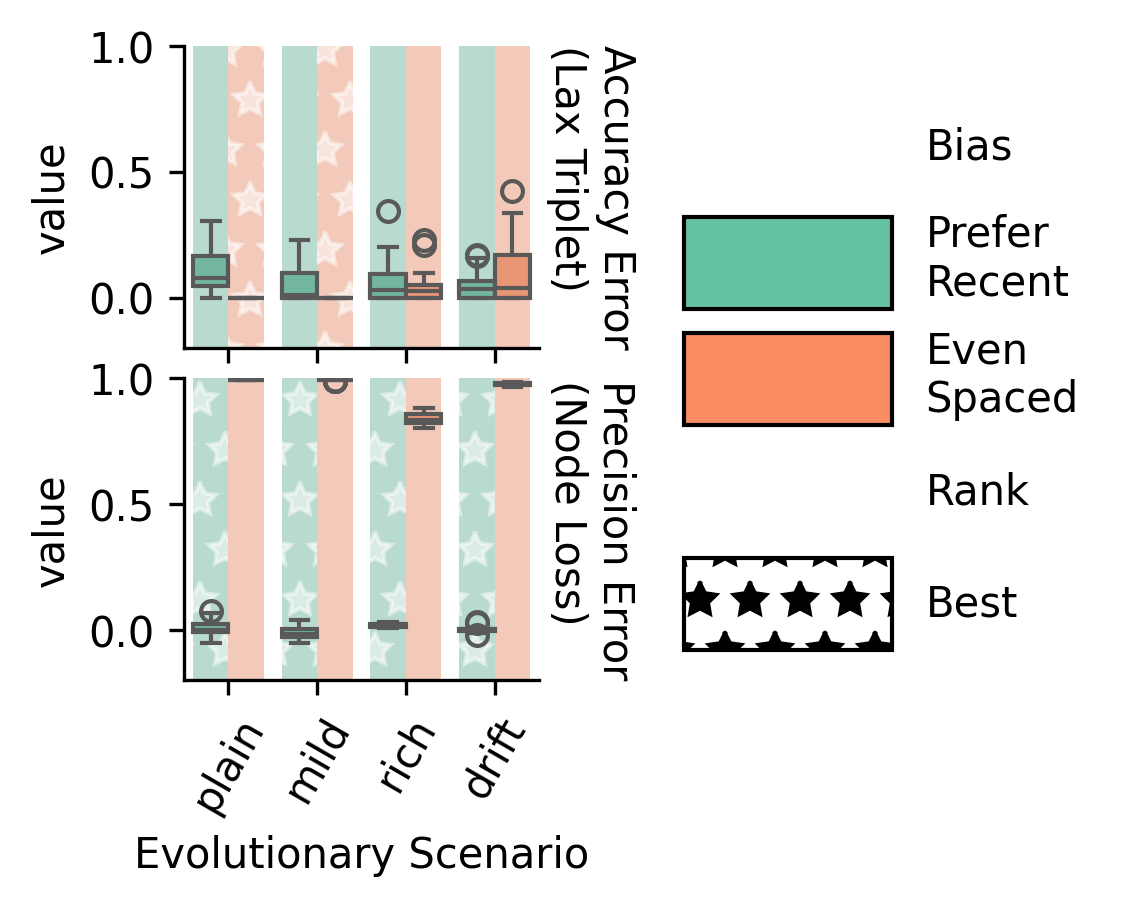 1.0
0.5
0.0
value
Accuracy Error
(Lax Triplet)
1.0
0.5
0.0
value
Precision Error
(Node Loss)
plain
mild
rich
drift
Evolutionary Scenario
Bias
Prefer
Recent
Even
Spaced
Rank
Best